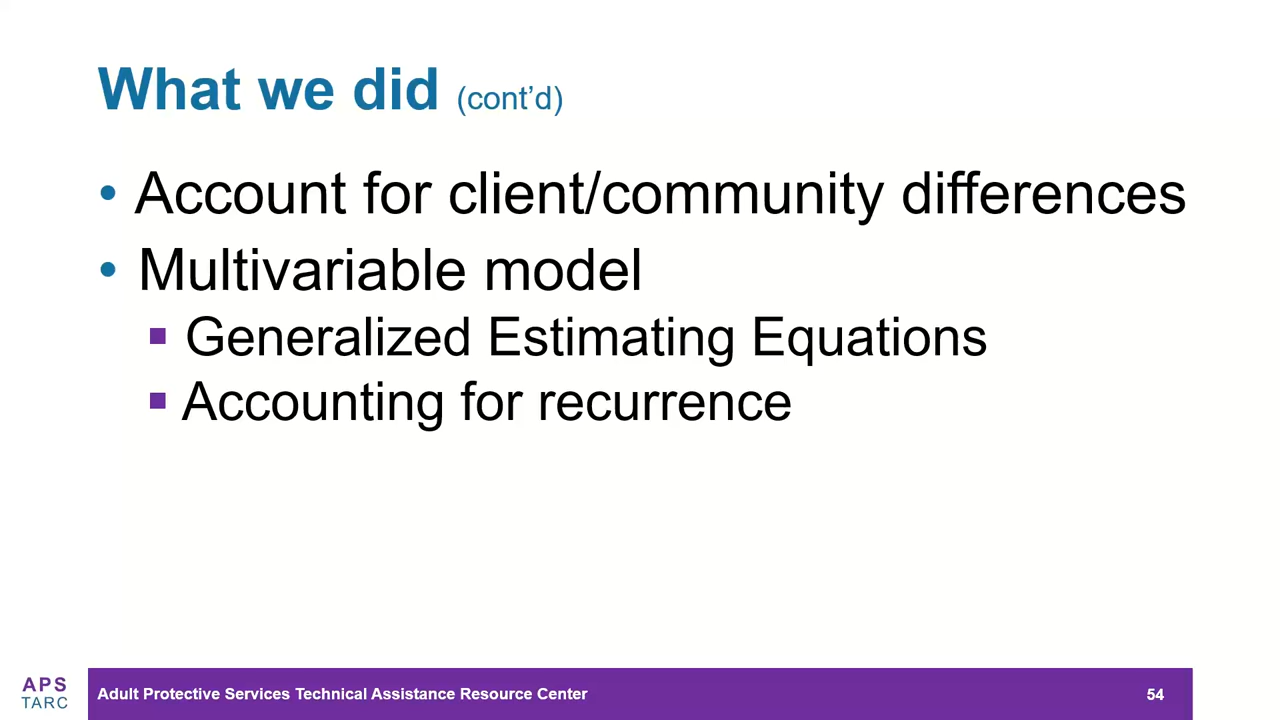 What we did (cont’d)
• Account for client/community differences
• Multivariable model
▪ Generalized Estimating Equations
▪ Accounting for recurrence
APS
TARC
Adult Protective Services Technical Assistance Resource Center
54